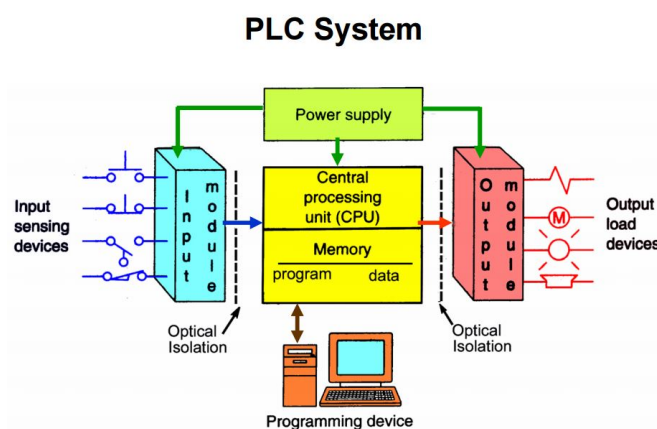 PLC System
Power supply
Input
sensing
devices
Input
module
Central
processing
unit (CPU)
Memory
program data
Output
module
M
Output
load
devices
Optical
Isolation
Optical
Isolation
Programming device